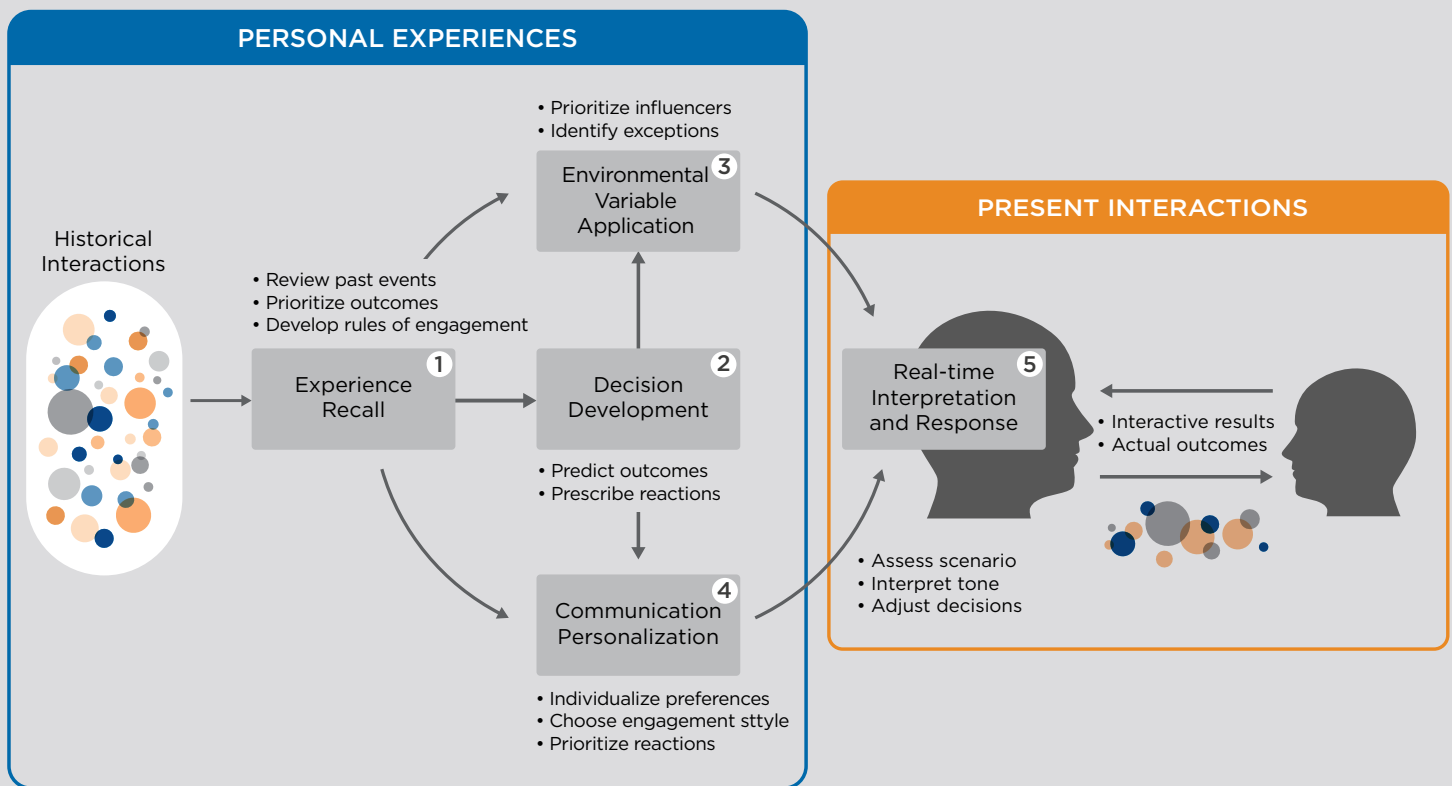 PERSONAL EXPERIENCES
Historical
Interactions
• Review past events
• Prioritize outcomes
• Develop rules of engagement
1
Experience
Recall
2
Decision
Development
• Predict outcomes
• Prescribe reactions
• Prioritize influencers
• Identify exceptions
3
Environmental
Variable
Application
4
Communication
Personalization
• Individualize preferences
• Choose engagement sttyle
• Prioritize reactions
PRESENT INTERACTIONS
5
Real-time
Interpretation
and Response
• Assess scenario
• Interpret tone
• Adjust decisions
• Interactive results
• Actual outcomes